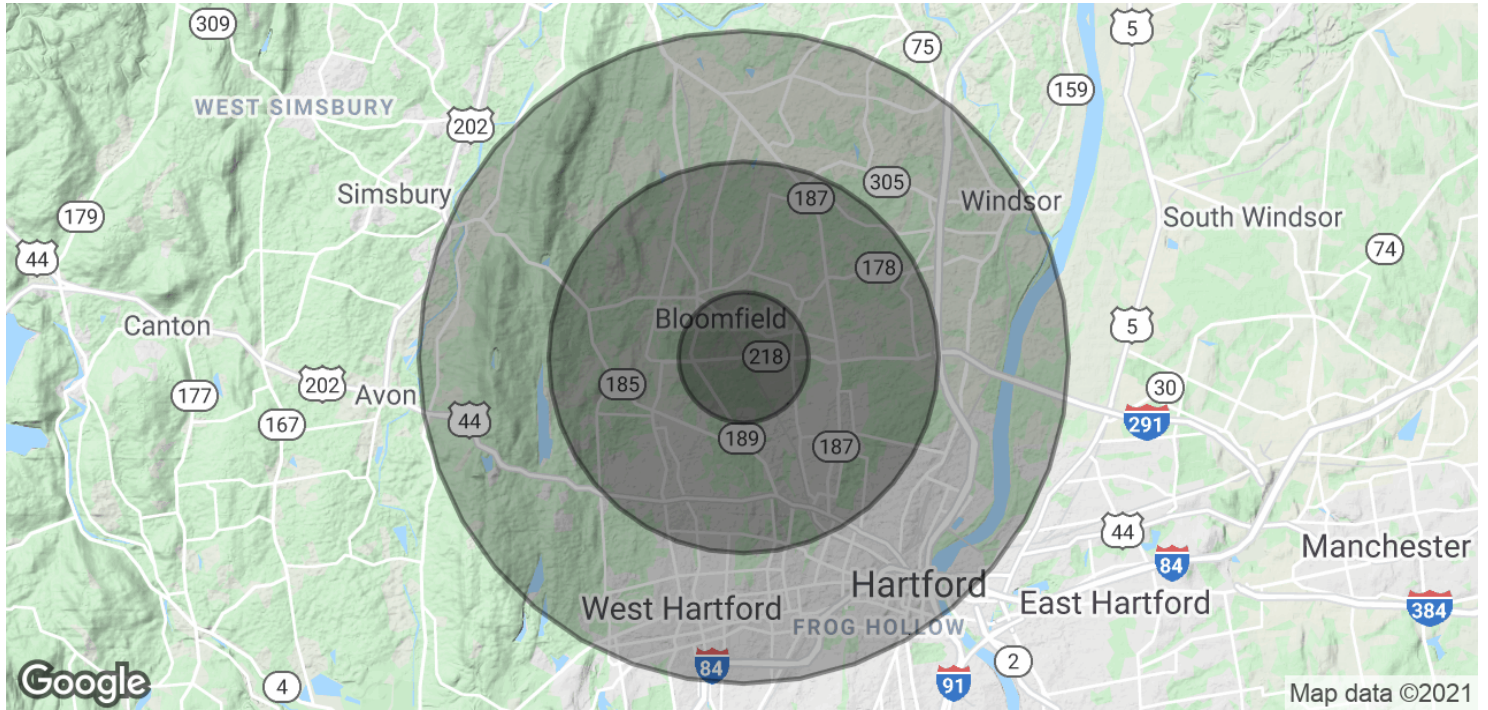 309
75
5
159
WEST SIMSBURY
202
Simsbury
305
187
Windsor
179
South Windsor
44
74
178
Canton
Bloomfield
5
218
202
185
30
177
Avon
167
44
291
189
187
44
Manchester
84
Hartford
West Hartford
East Hartford
384
FROG HOLLOW
84
2
91
4
Google
Map data ©2021